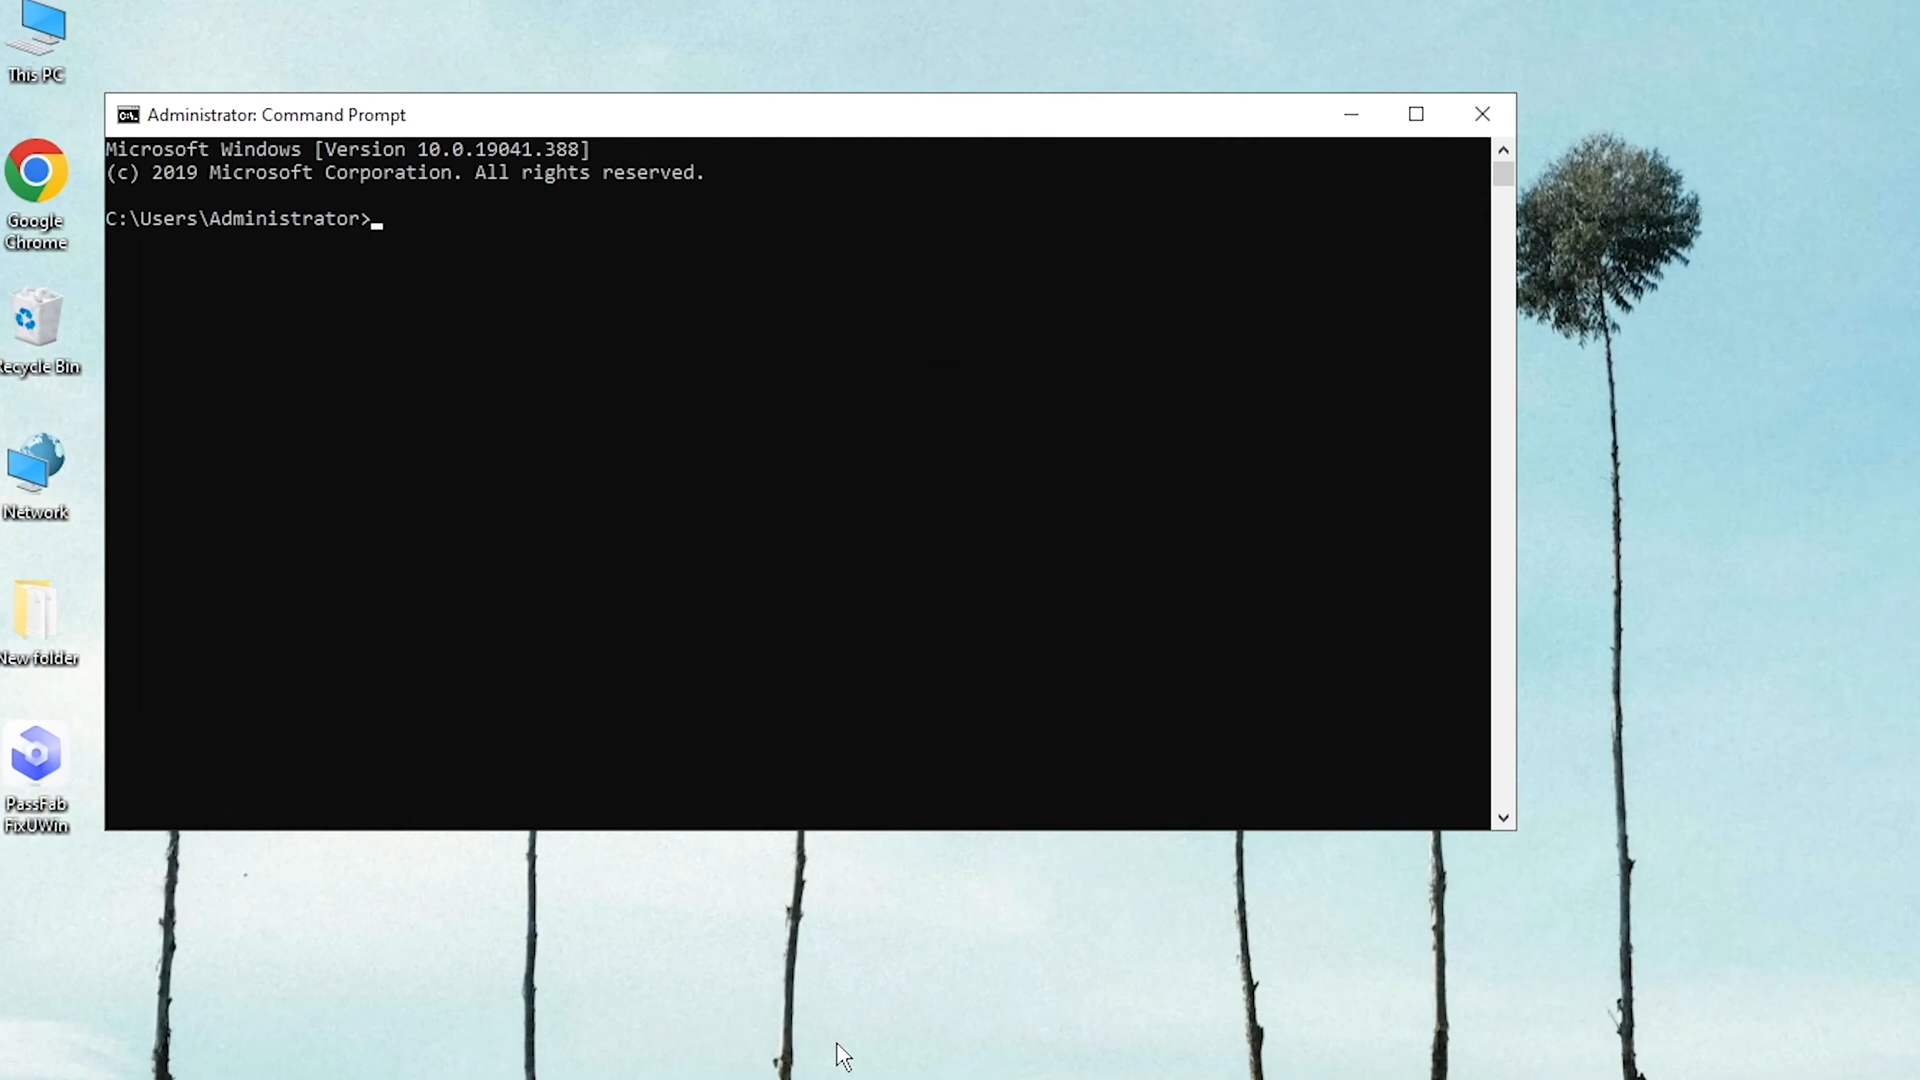 This PC
Google
Chrome
Recycle Bin
Network
New folder
PassFab
FixUWin
C:\.
Administrator: Command Prompt
Microsoft Windows [Version 10.0.19041.388]
(c) 2019 Microsoft Corporation. All rights reserved.
C:\Users\Administrator>